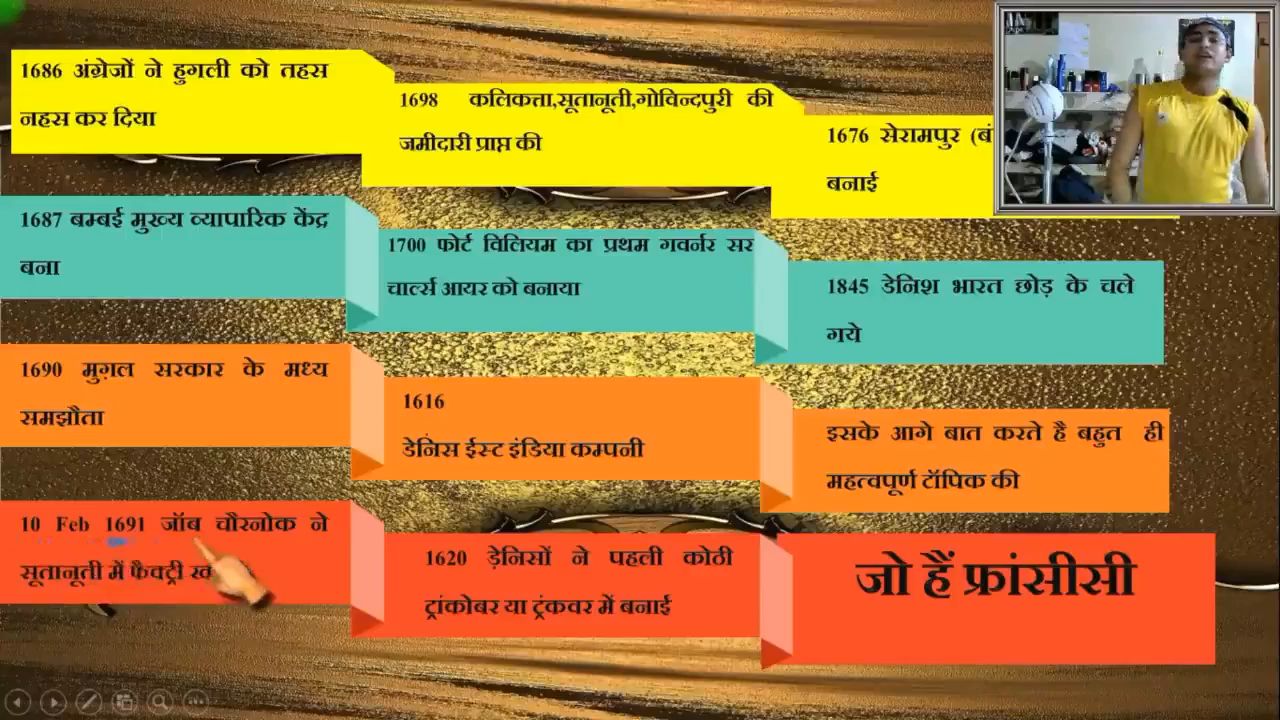 1686 अंग्रेजों ने हुगली को तहस
नहस कर दिया
1687 बम्बई मुख्य व्यापारिक केंद्र
बना
1690 मुग़ल सरकार के मध्य
समझौता
10 Feb 1691 जॉब चौरनोक ने
सूतानूती में फैक्ट्री
1698 कलिकत्ता,सूतानूती,गोविन्दपुरी की
जमीदारी प्राप्त की
1700 फोर्ट विलियम का प्रथम गवर्नर सर
चार्ल्स आयर को बनाया
1616
डेनिस ईस्ट इंडिया कम्पनी
1620 ड़ेनिसों ने पहली कोठी
ट्रांकोबर या ट्रंकवर में बनाई
1676 सेरामपुर
बनाई
1845 डेनिश भारत छोड़ के चले
गये
इसके आगे बात करते है बहुत ही
महत्वपूर्ण टॉपिक की
जो हैं फ्रांसीसी